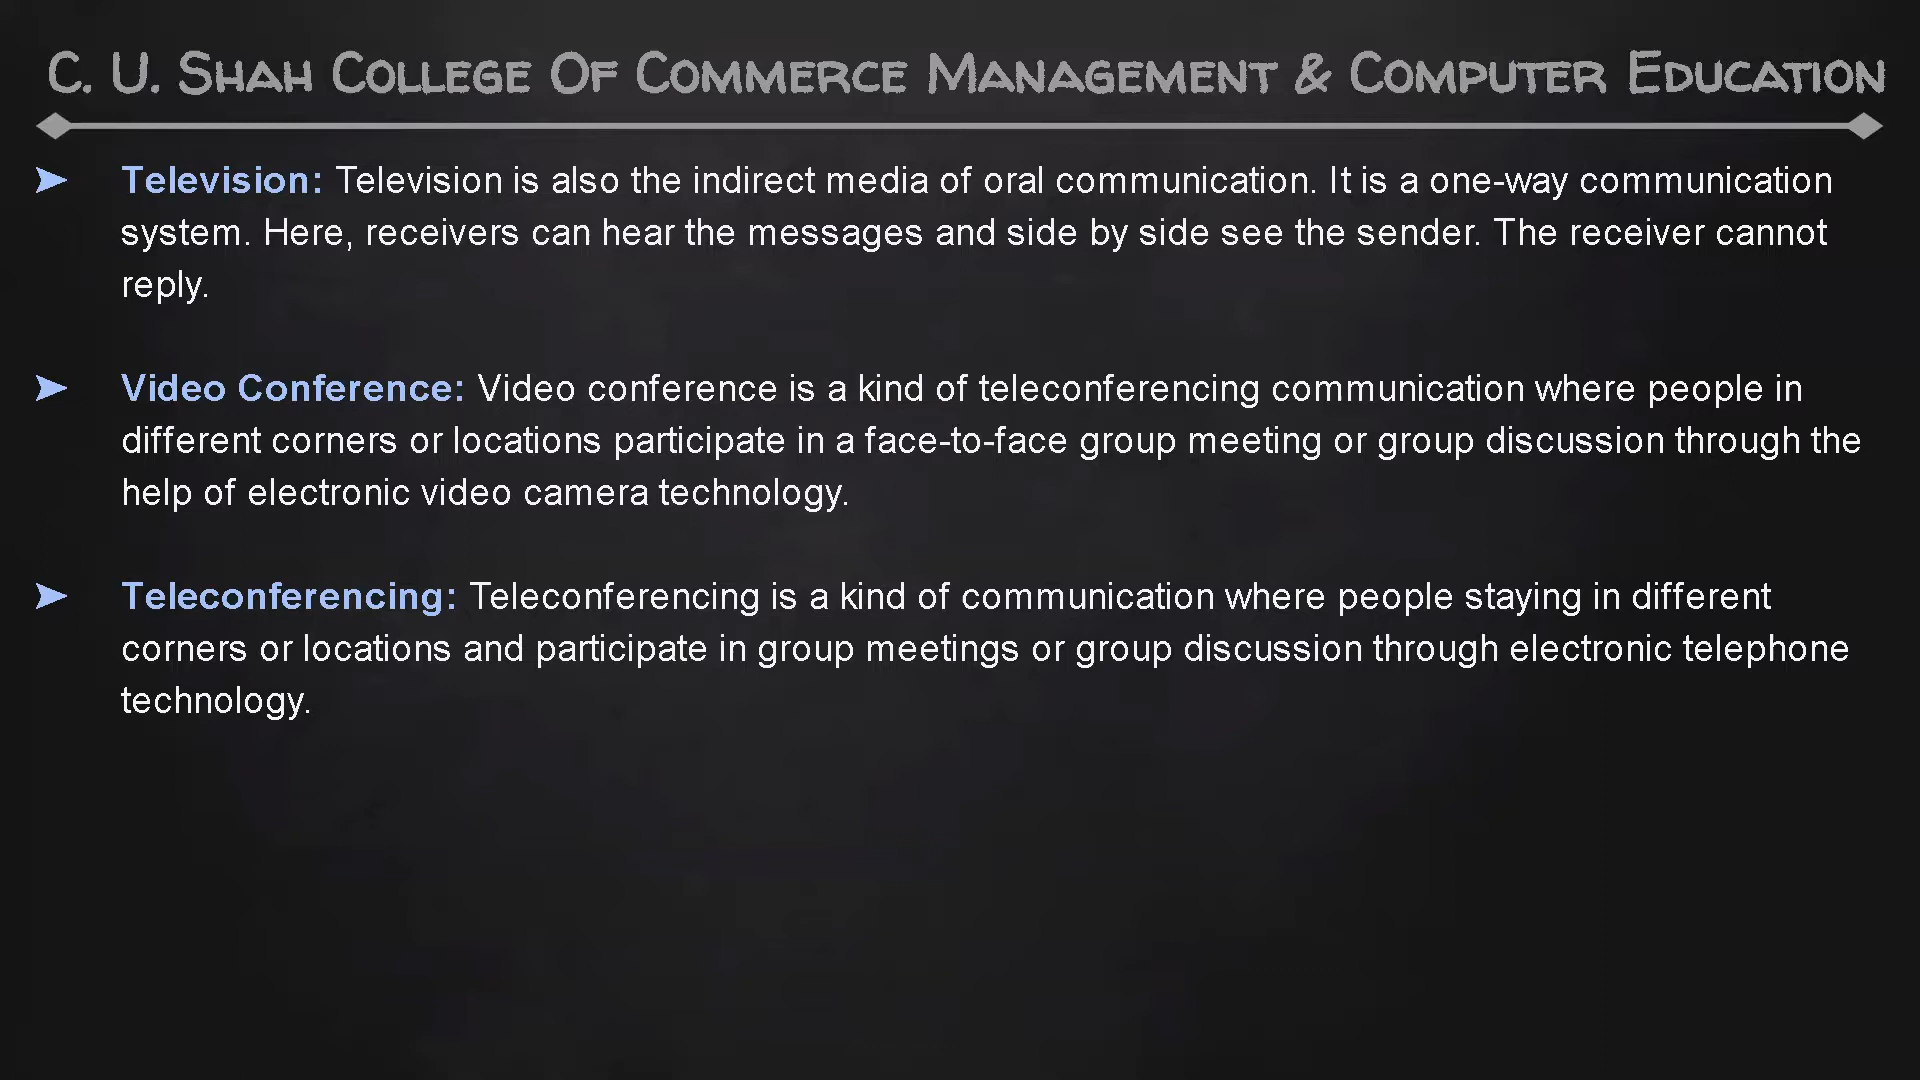 C. U. Shah College Of Commerce Management & Computer Education
➤ Television: Television is also the indirect media of oral communication. It is a one-way communication
system. Here, receivers can hear the messages and side by side see the sender. The receiver cannot
reply.
➤ Video Conference: Video conference is a kind of teleconferencing communication where people in
different corners or locations participate in a face-to-face group meeting or group discussion through the
help of electronic video camera technology.
➤ Teleconferencing: Teleconferencing is a kind of communication where people staying in different
corners or locations and participate in group meetings or group discussion through electronic telephone
technology.